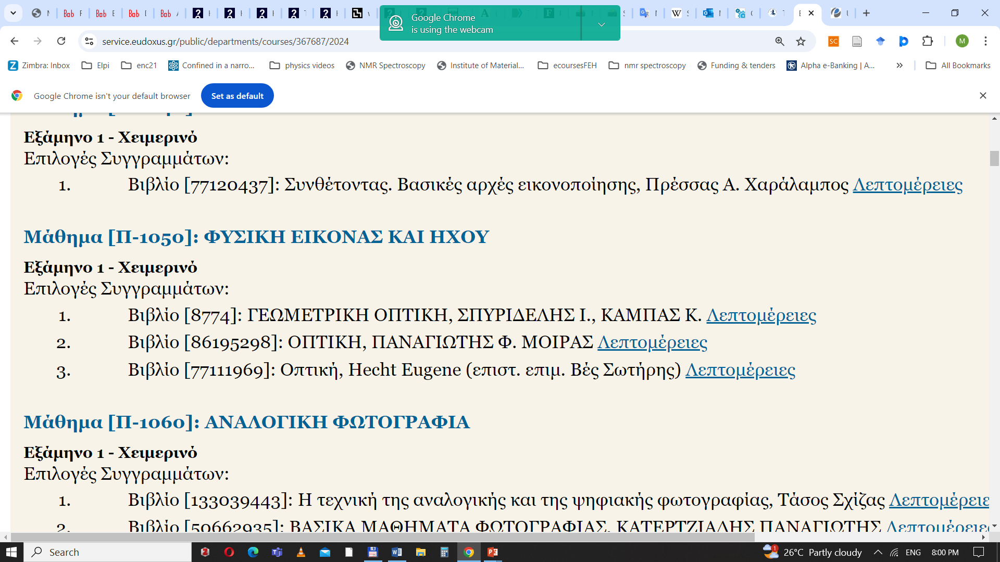 Google Chrome
is using the webcam
service.eudoxus.gr/public/departments/courses/367687/2024
SC
M
Zimbra: Inbox
Elpi
enc21
Confined in a narro...
physics videos
NMR Spectroscopy
Institute of Material...
ecoursesFEH
nmr spectroscopy
Funding & tenders
Alpha e-Banking | A...
All Bookmarks
Google Chrome isn't your default browser
Set as default
Εξάμηνο 1 - Χειμερινό
Επιλογές Συγγραμμάτων:
1. Βιβλίο [77120437]: Συνθέτοντας. Βασικές αρχές εικονοποίησης, Πρέσσας Α. Χαράλαμπος Λεπτομέρειες
Μάθημα [Π-1050]: ΦΥΣΙΚΗ ΕΙΚΟΝΑΣ ΚΑΙ ΗΧΟΥ
Εξάμηνο 1 - Χειμερινό
Επιλογές Συγγραμμάτων:
1. Βιβλίο [8774]: ΓΕΩΜΕΤΡΙΚΗ ΟΠΤΙΚΗ, ΣΠΥΡΙΔΕΛΗΣ Ι., ΚΑΜΠΑΣ Κ. Λεπτομέρειες
2. Βιβλίο [86195298]: ΟΠΤΙΚΗ, ΠΑΝΑΓΙΩΤΗΣ Φ. ΜΟΙΡΑΣ Λεπτομέρειες
3. Βιβλίο [77111969]: Οπτική, Hecht Eugene (επιστ. επιμ. Βές Σωτήρης) Λεπτομέρειες
Μάθημα [Π-1060]: ΑΝΑΛΟΓΙΚΗ ΦΩΤΟΓΡΑΦΙΑ
Εξάμηνο 1 - Χειμερινό
Επιλογές Συγγραμμάτων:
1. Βιβλίο [133039443]: Η τεχνική της αναλογικής και της ψηφιακής φωτογραφίας, Τάσος Σχίζας Λεπτομέρειε
2. Βιβλίο [50662935]: ΒΑΣΙΚΑ ΜΑΘΗΜΑΤΑ ΦΩΤΟΓΡΑΦΙΑΣ, ΚΑΤΕΡΤΖΙΑΔΗΣ ΠΑΝΑΓΙΩΤΗΣ Λεπτομέρειες
Search
26°C Partly cloudy
ENG
8:00 PM